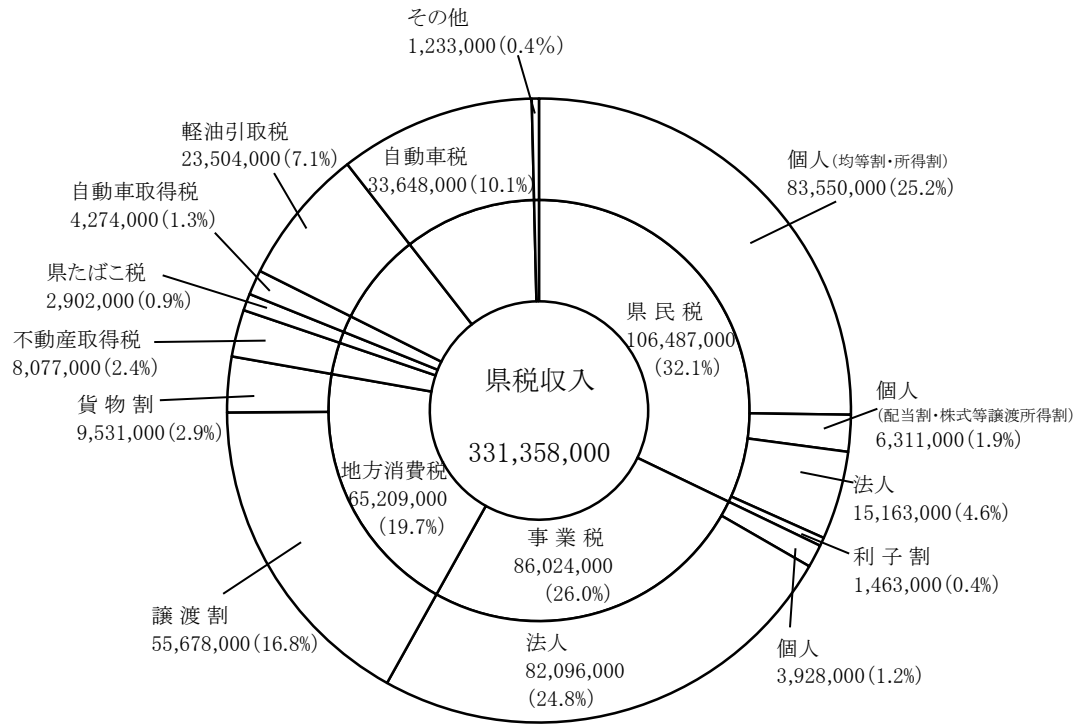 その他
1,233,000(0.4%)
軽油引取税
23,504,000(7.1%)
自動車税
33,648,000(10.1%)
個人(均等割・所得割)
83,550,000(25.2%)
自動車取得税
4,274,000(1.3%)
県たばこ税
2,902,000(0.9%)
不動産取得税
8,077,000(2.4%)
貨物割
9,531,000(2.9%)
県民税
106,487,000
(32.1%)
県税収入
331,358,000
個人
(配当割・株式等譲渡所得割)
6,311,000(1.9%)
法人
15,163,000(4.6%)
利子割
1,463,000(0.4%)
個人
3,928,000(1.2%)
地方消費税
65,209,000
(19.7%)
事業税
86,024,000
(26.0%)
譲渡割
55,678,000(16.8%)
法人
82,096,000
(24.8%)